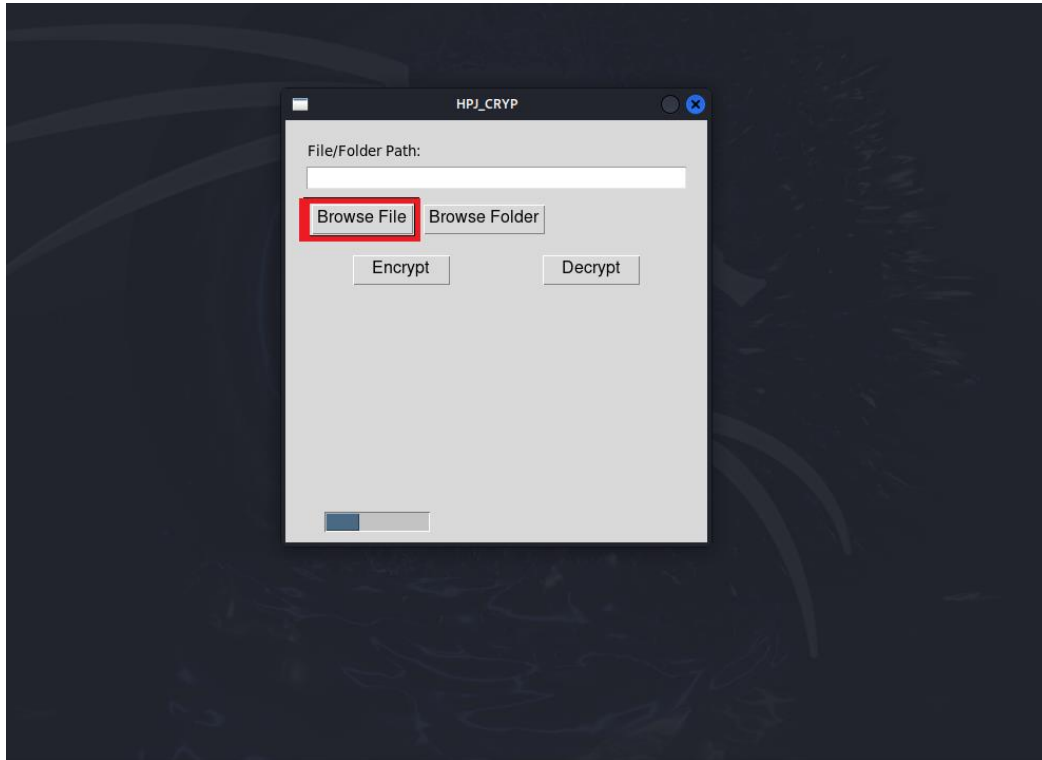 HPJ_CRYP
File/Folder Path:
Browse File Browse Folder
Encrypt Decrypt